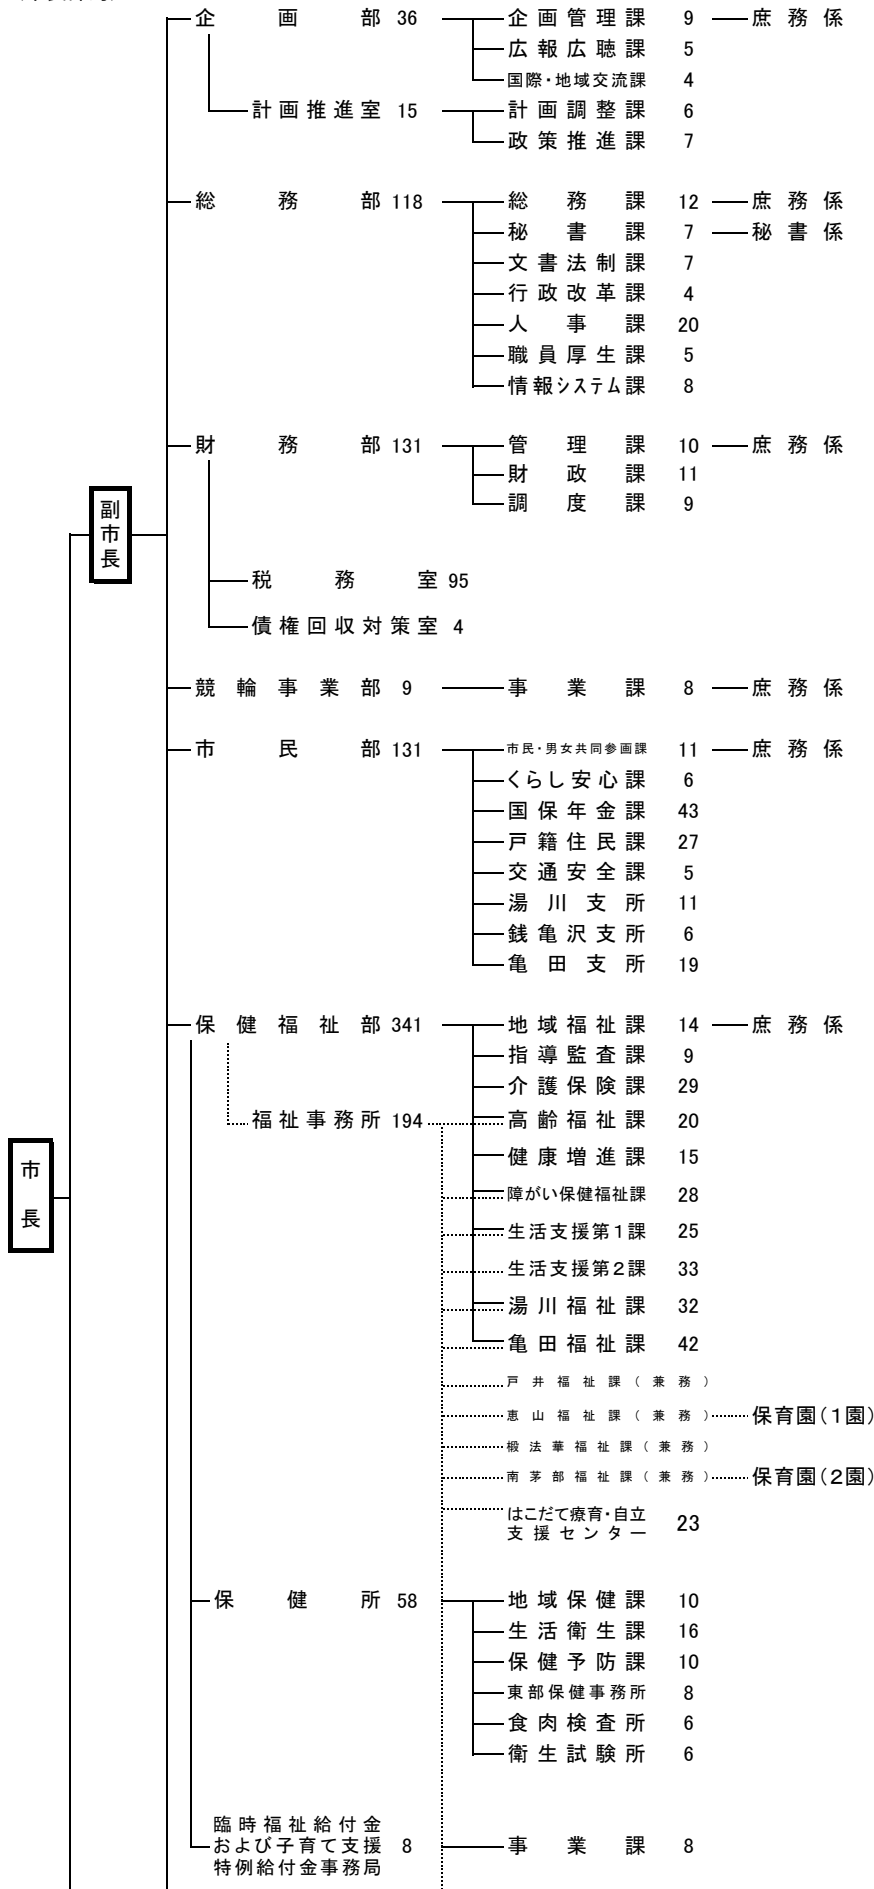 企画部 36 企画管理課 9 庶務係
広報広聴課 5
国際・地域交流課 4
計画推進室 15 計画調整課 6
政策推進課 7
総務部 118 総務課 12 庶務係
秘書課 7 秘書係
文書法制課 7
行政改革課 4
人事課 20
職員厚生課 5
情報システム課 8
財務部 131 管理課 10 庶務係
財政課 11
調度課 9
副市長
税務室 95
債権回収対策室 4
競輪事業部 9 事業課 8 庶務係
市民部 131 市民・男女共同参画課 11 庶務係
くらし安心課 6
国保年金課 43
戸籍住民課 27
交通安全課 5
湯川支所 11
銭亀沢支所 6
亀田支所 19
保健福祉部 341 地域福祉課 14 庶務係
指導監査課 9
介護保険課 29
福祉事務所 194 高齢福祉課 20
健康増進課 15
市長
障がい保健福祉課 28
生活支援第1課 25
生活支援第2課 33
湯川福祉課 32
亀田福祉課 42
戸井福祉課(兼務)
恵山福祉課(兼務) 保育園(1園)
椴法華福祉課(兼務)
南茅部福祉課(兼務) 保育園(2園)
はこだて療育・自立
支援センター 23
保健所 58 地域保健課 10
生活衛生課 16
保健予防課 10
東部保健事務所 8
食肉検査所 6
衛生試験所 6
臨時福祉給付金
および子育て支援 8 事業課 8
特例給付金事務局